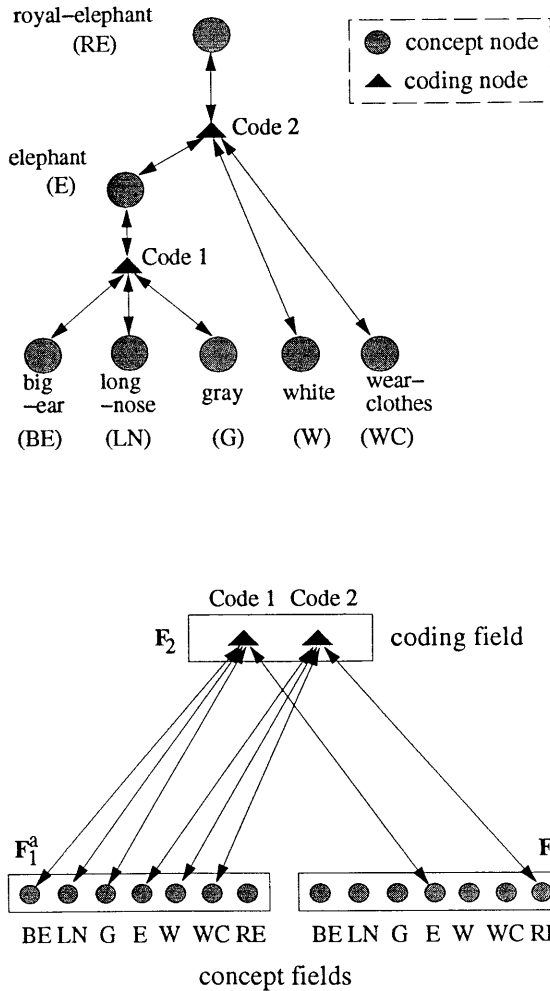 royal–elephant
(RE)
concept node
coding node
Code 2
elephant
(E)
Code 1
big
–ear
long
–nose
gray
white
wear–
clothes
(BE)
(LN)
(G)
(W)
(WC)
Code 1 Code 2
F2
coding field
F1a
F
BE LN G E W WC RE
BE LN G E W WC
concept fields